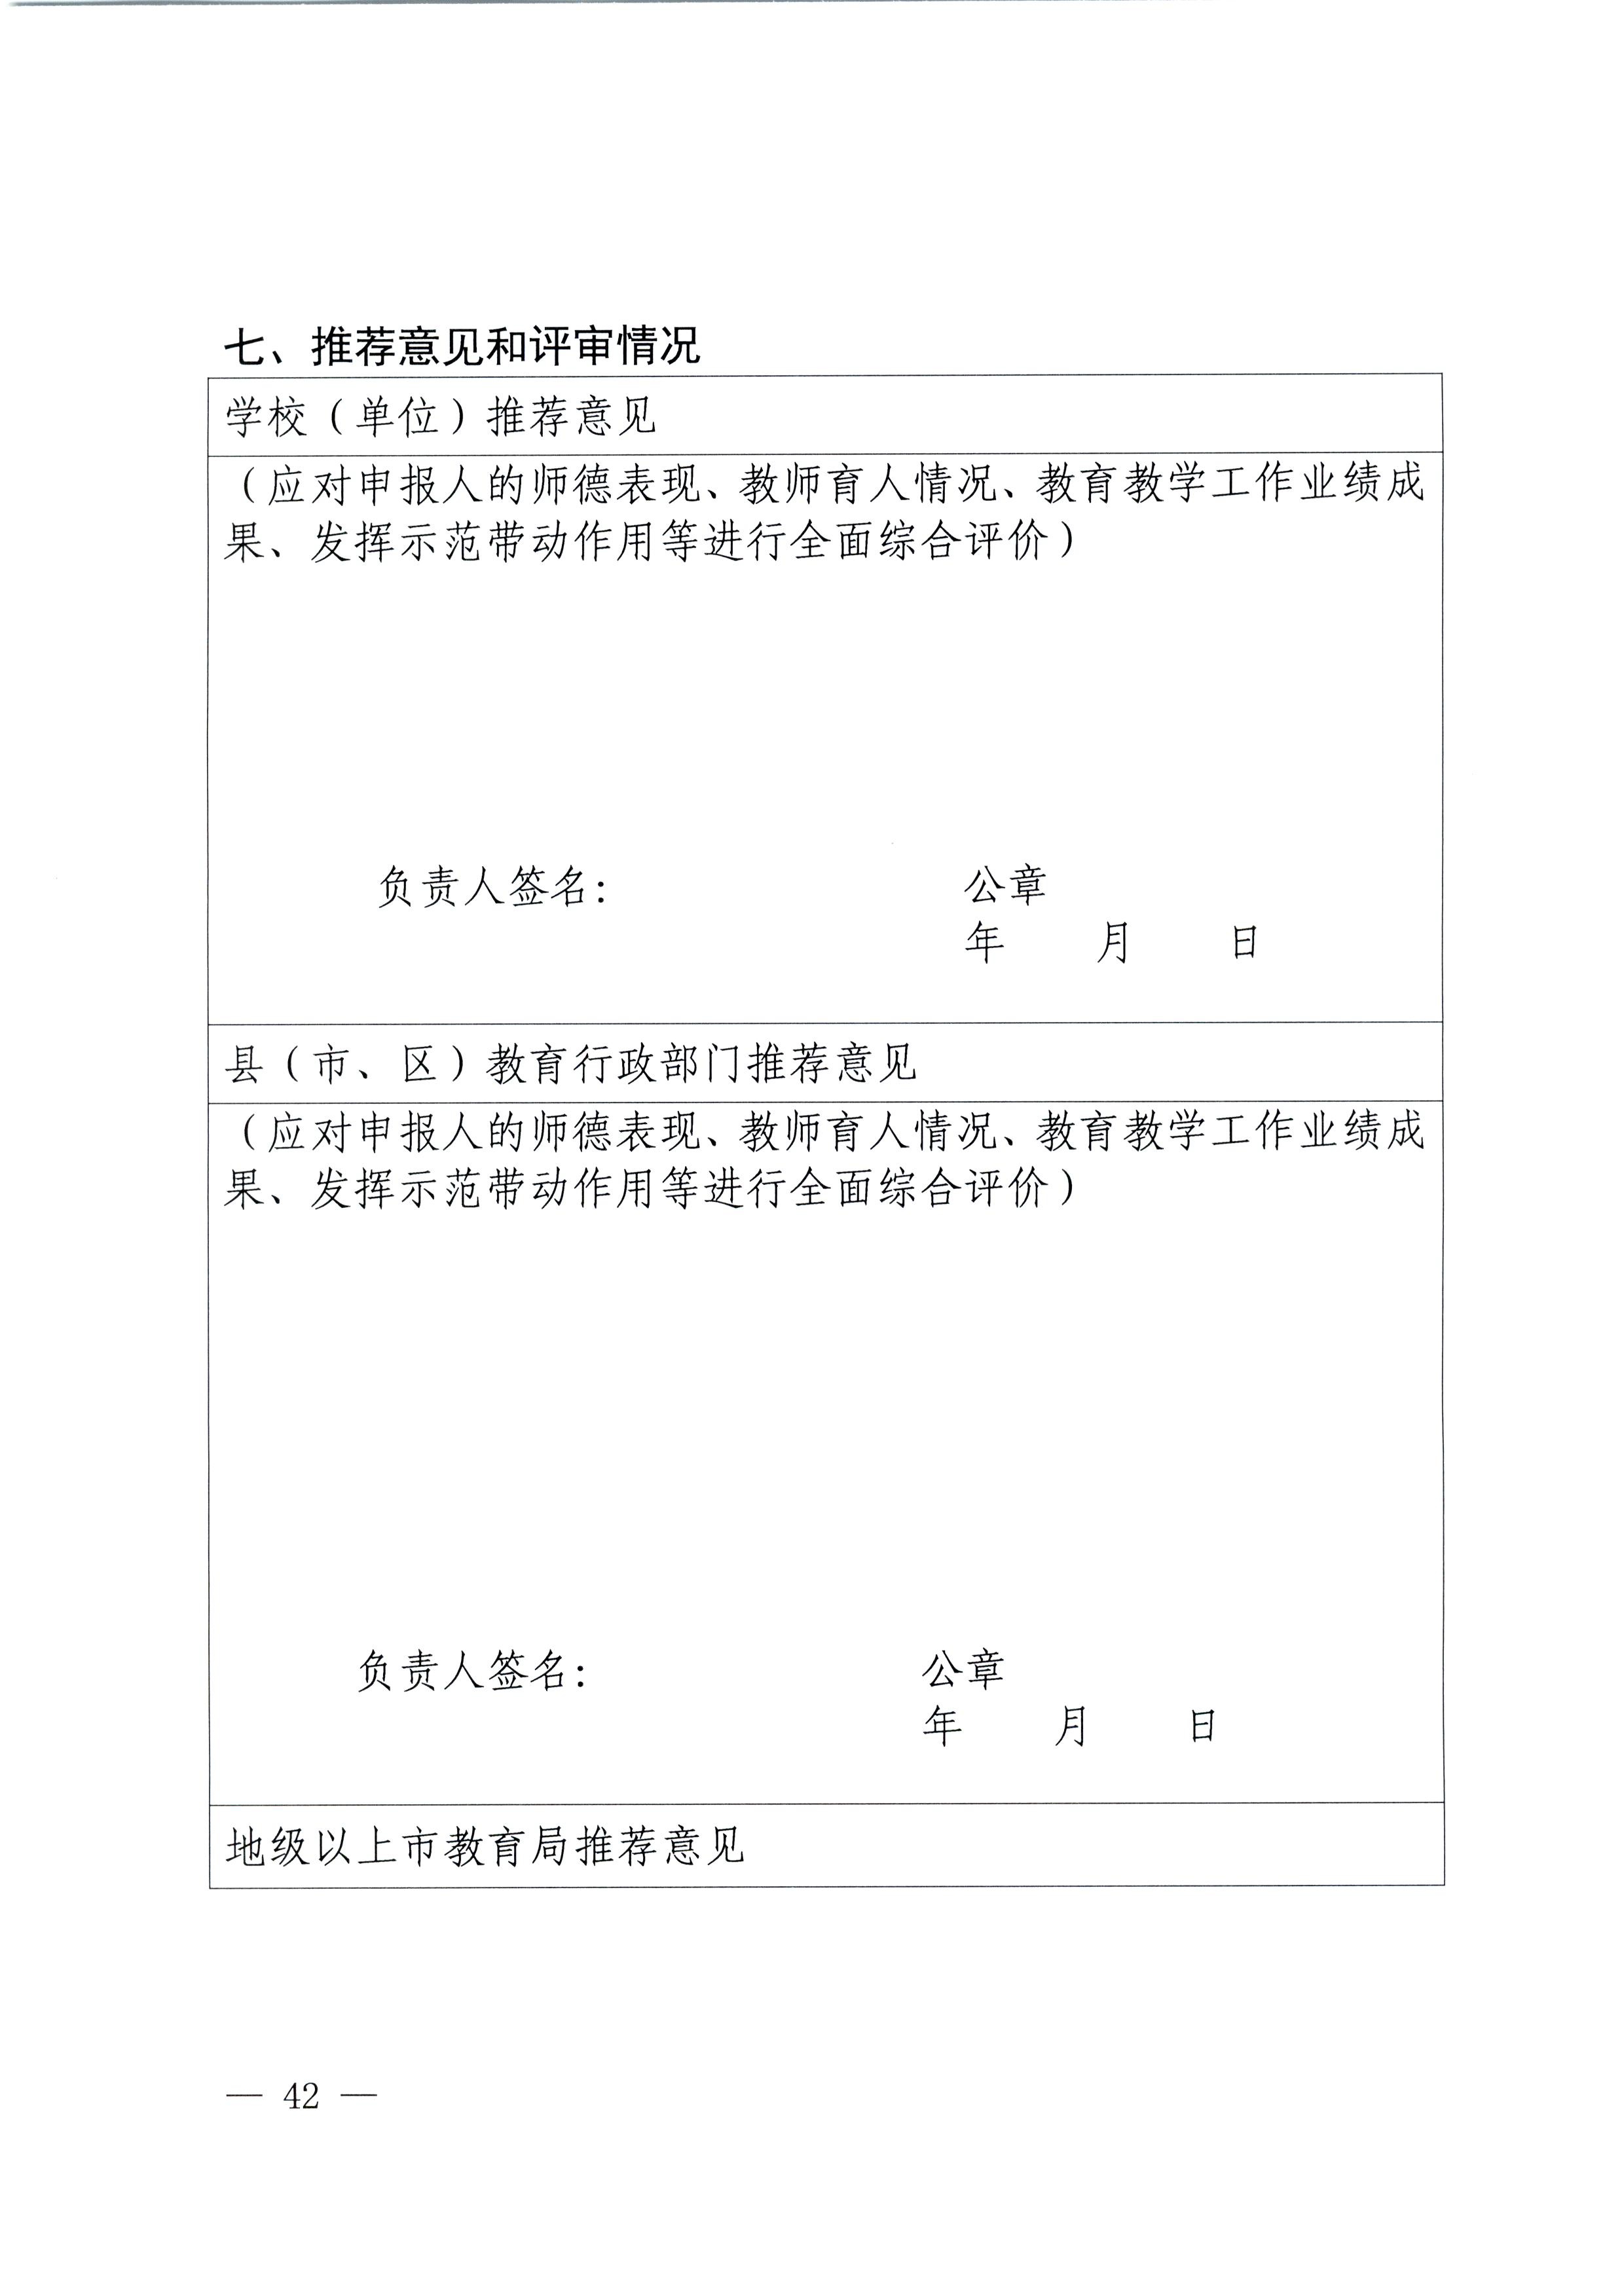 七、推荐意见和评审情况
学校（单位）推荐意见
（应对申报人的师德表现、教师育人情况、教育教学工作业绩成
果、发挥示范带动作用等进行全面综合评价）
负责人签名： 公章
年 月 日
县（市、区）教育行政部门推荐意见
（应对申报人的师德表现、教师育人情况、教育教学工作业绩成
果、发挥示范带动作用等进行全面综合评价）
负责人签名： 公章
年 月 日
地级以上市教育局推荐意见
— 42 —